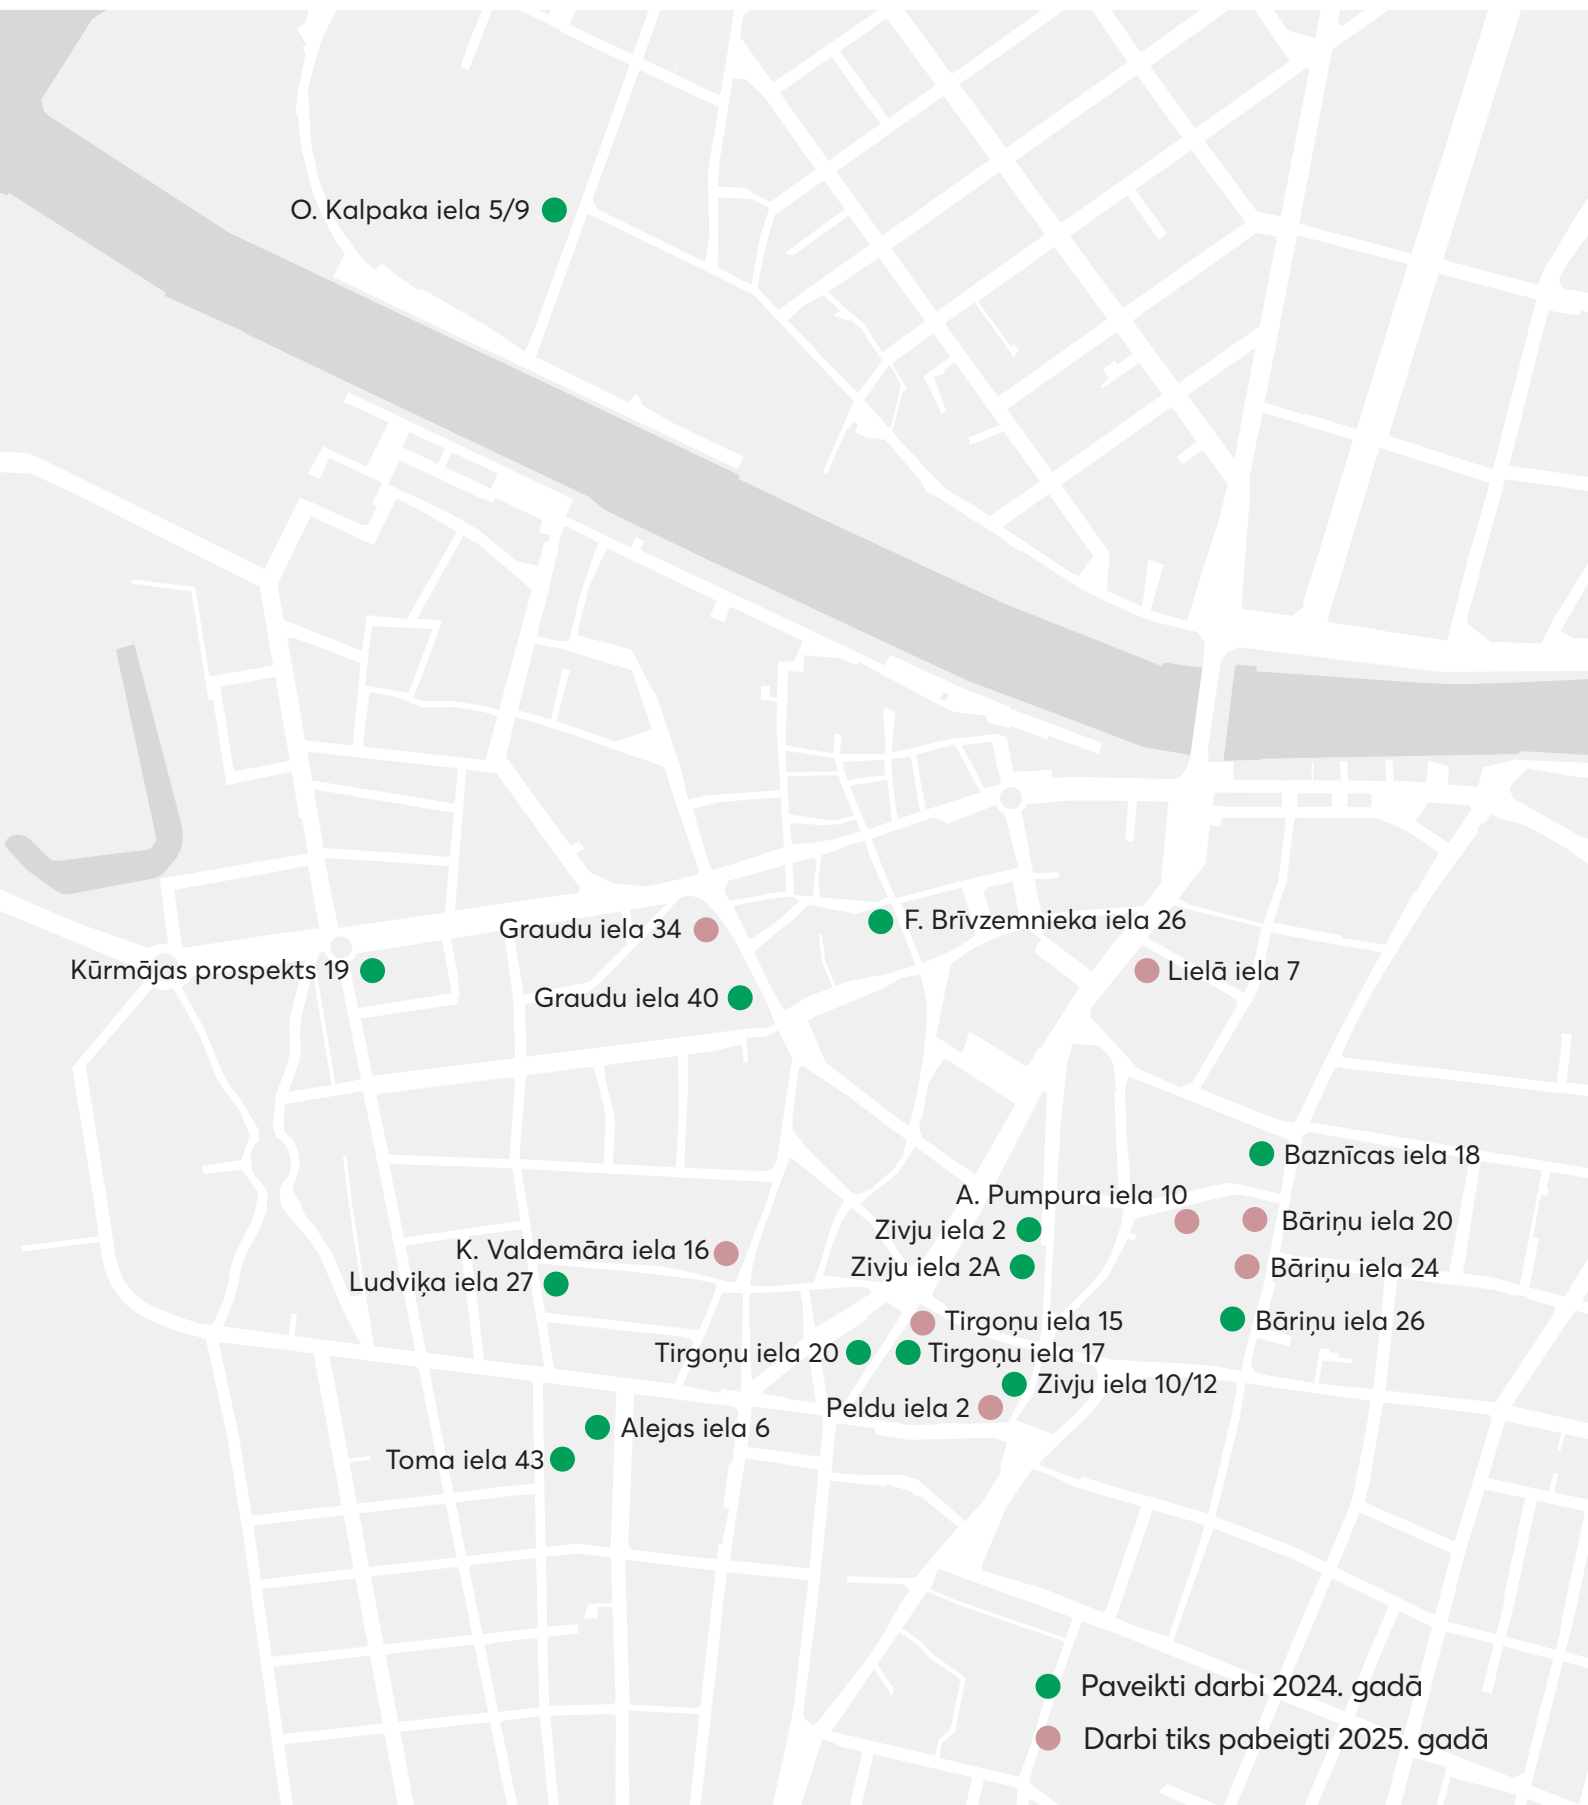 O. Kalpaka iela 5/9
F. Brīvzemnieka iela 26
Graudu iela 34
Kūrmājas prospekts 19
Lielā iela 7
Graudu iela 40
Baznīcas iela 18
A. Pumpura iela 10
Bāriņu iela 20
Zivju iela 2
K. Valdemāra iela 16
Zivju iela 2A
Bāriņu iela 24
Ludviķa iela 27
Tirgoņu iela 15
Bāriņu iela 26
Tirgoņu iela 20
Tirgoņu iela 17
Zivju iela 10/12
Peldu iela 2
Alejas iela 6
Toma iela 43
Paveikti darbi 2024. gadā
Darbi tiks pabeigti 2025. gadā